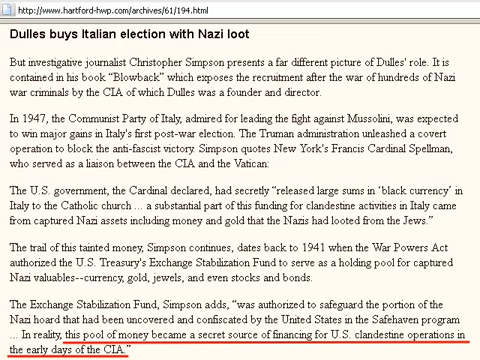 http://www.hartford-hwp.com/archives/61/194.html
Dulles buys Italian election with Nazi loot
But investigative journalist Christopher Simpson presents a far different picture of Dulles' role. It is
contained in his book “Blowback” which exposes the recruitment after the war of hundreds of Nazi
war criminals by the CIA of which Dulles was a founder and director.
In 1947, the Communist Party of Italy, admired for leading the fight against Mussolini, was expected
to win major gains in Italy's first post-war election. The Truman administration unleashed a covert
operation to block the anti-fascist victory. Simpson quotes New York's Francis Cardinal Spellman,
who served as a liaison between the CIA and the Vatican:
The U.S. government, the Cardinal declared, had secretly “released large sums in ‘black currency’ in
Italy to the Catholic church ... a substantial part of this funding for clandestine activities in Italy came
from captured Nazi assets including money and gold that the Nazis had looted from the Jews.”
The trail of this tainted money, Simpson continues, dates back to 1941 when the War Powers Act
authorized the U.S. Treasury's Exchange Stabilization Fund to serve as a holding pool for captured
Nazi valuables--currency, gold, jewels, and even stocks and bonds.
The Exchange Stabilization Fund, Simpson adds, “was authorized to safeguard the portion of the
Nazi hoard that had been uncovered and confiscated by the United States in the Safehaven program
... In reality, this pool of money became a secret source of financing for U.S. clandestine operations in
the early days of the CIA.”